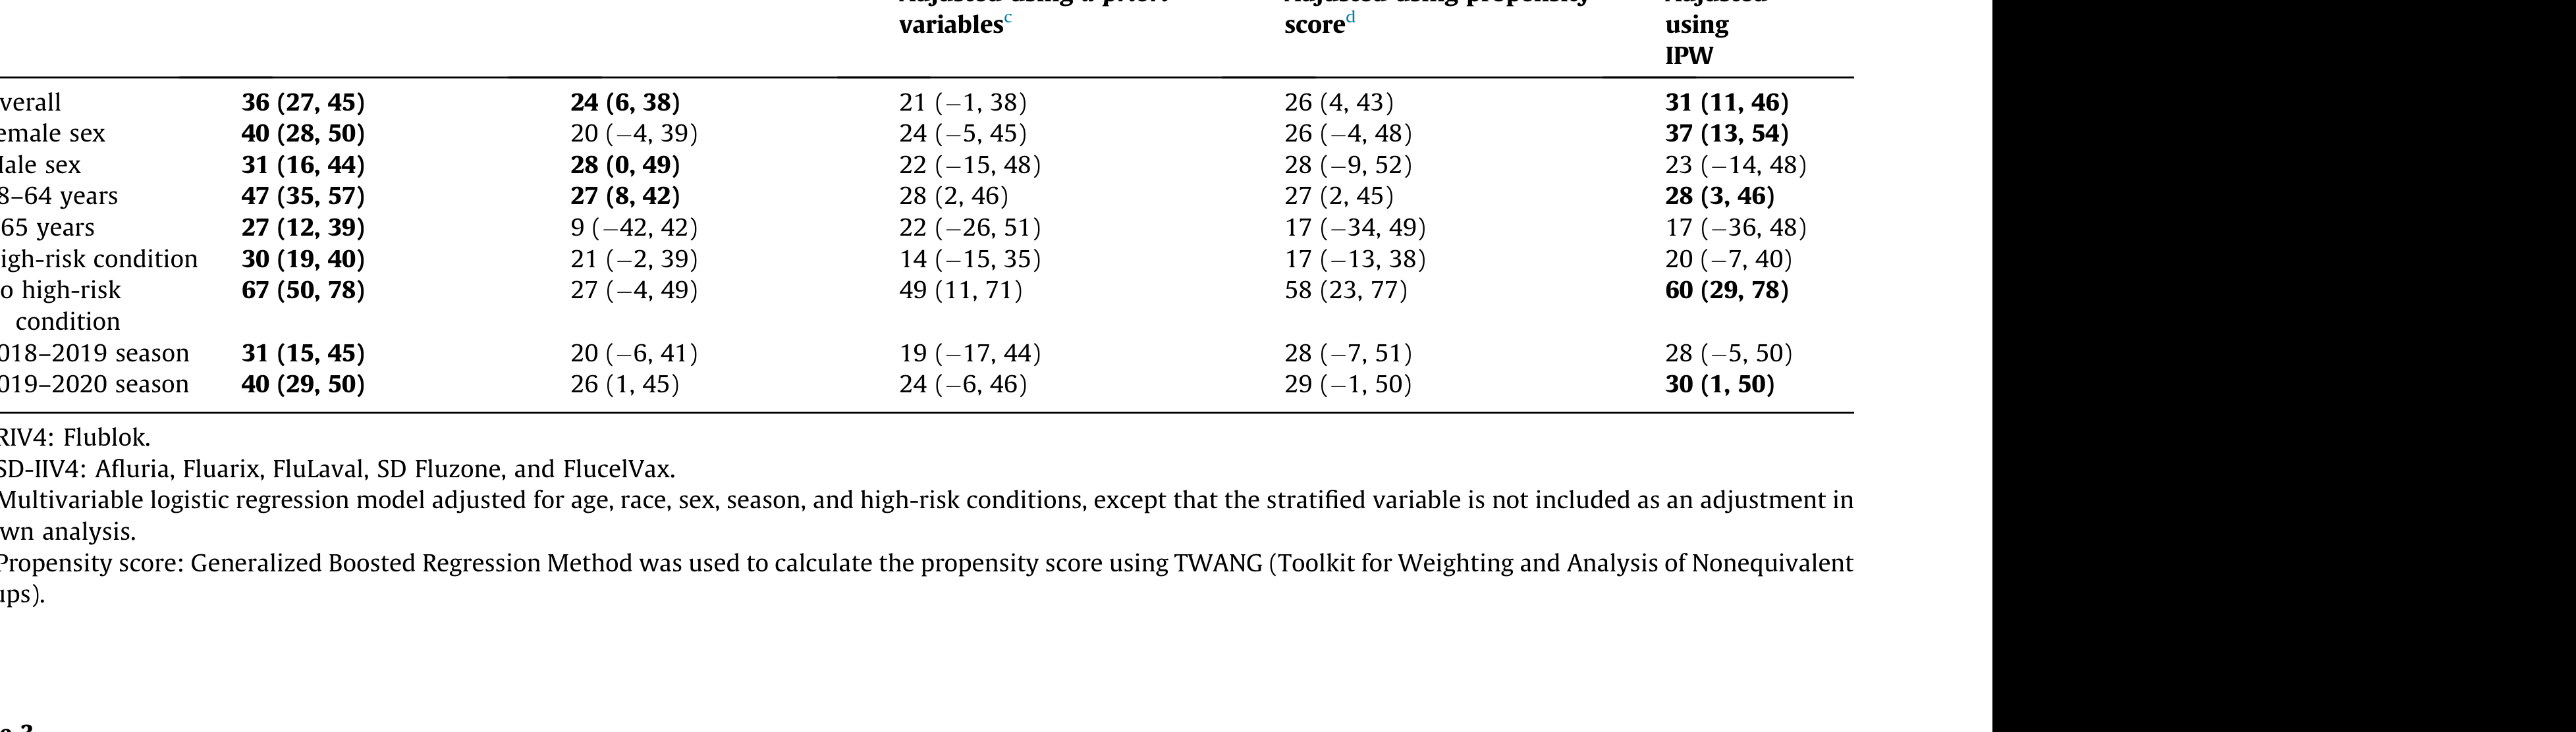 variablesc scored using
IPW
verall 36 (27, 45) 24 (6, 38) 21 (−1, 38) 26 (4, 43) 31 (11, 46)
emale sex 40 (28, 50) 20 (−4, 39) 24 (−5, 45) 26 (−4, 48) 37 (13, 54)
ale sex 31 (16, 44) 28 (0, 49) 22 (−15, 48) 28 (−9, 52) 23 (−14, 48)
8–64 years 47 (35, 57) 27 (8, 42) 28 (2, 46) 27 (2, 45) 28 (3, 46)
65 years 27 (12, 39) 9 (−42, 42) 22 (−26, 51) 17 (−34, 49) 17 (−36, 48)
igh-risk condition 30 (19, 40) 21 (−2, 39) 14 (−15, 35) 17 (−13, 38) 20 (−7, 40)
o high-risk 67 (50, 78) 27 (−4, 49) 49 (11, 71) 58 (23, 77) 60 (29, 78)
condition
018–2019 season 31 (15, 45) 20 (−6, 41) 19 (−17, 44) 28 (−7, 51) 28 (−5, 50)
019–2020 season 40 (29, 50) 26 (1, 45) 24 (−6, 46) 29 (−1, 50) 30 (1, 50)
RIV4: Flublok.
SD-IIV4: Afluria, Fluarix, FluLaval, SD Fluzone, and FlucelVax.
Multivariable logistic regression model adjusted for age, race, sex, season, and high-risk conditions, except that the stratified variable is not included as an adjustment in
wn analysis.
Propensity score: Generalized Boosted Regression Method was used to calculate the propensity score using TWANG (Toolkit for Weighting and Analysis of Nonequivalent
ups).